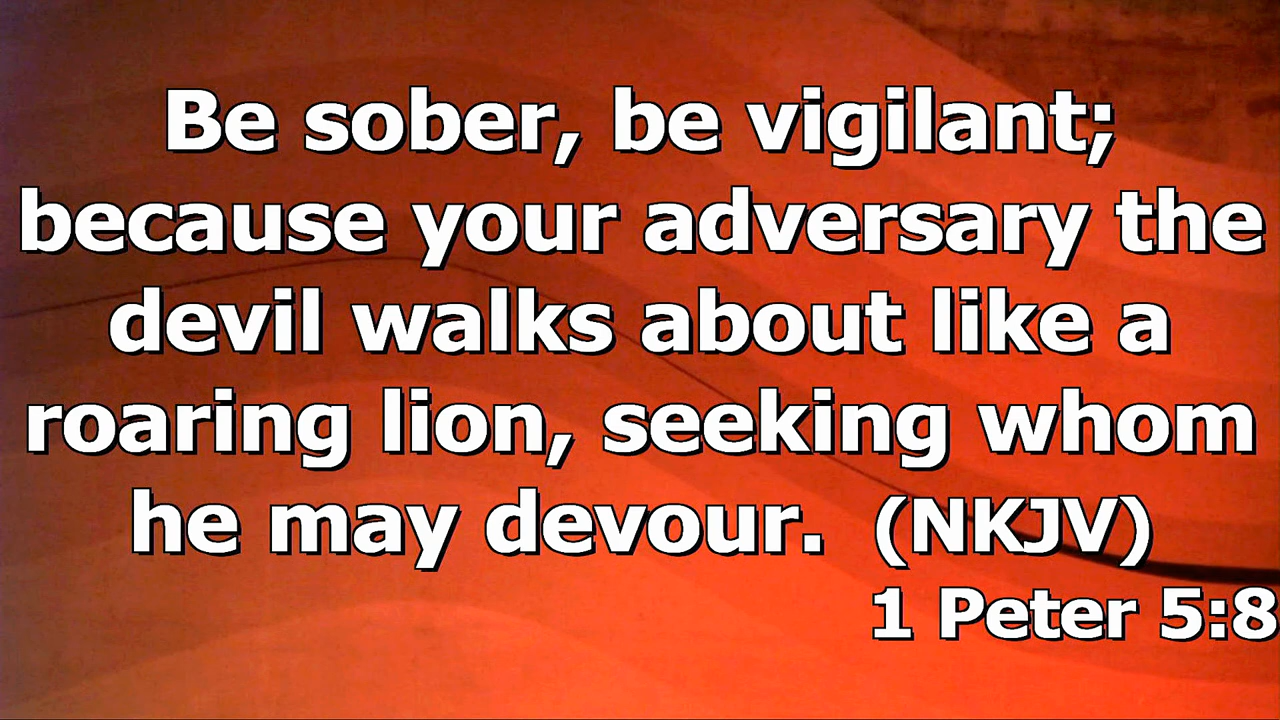 Be sober, be vigilant;
because your adversary the
devil walks about like a
roaring lion, seeking whom
he may devour. (NKJV)
1 Peter 5:8